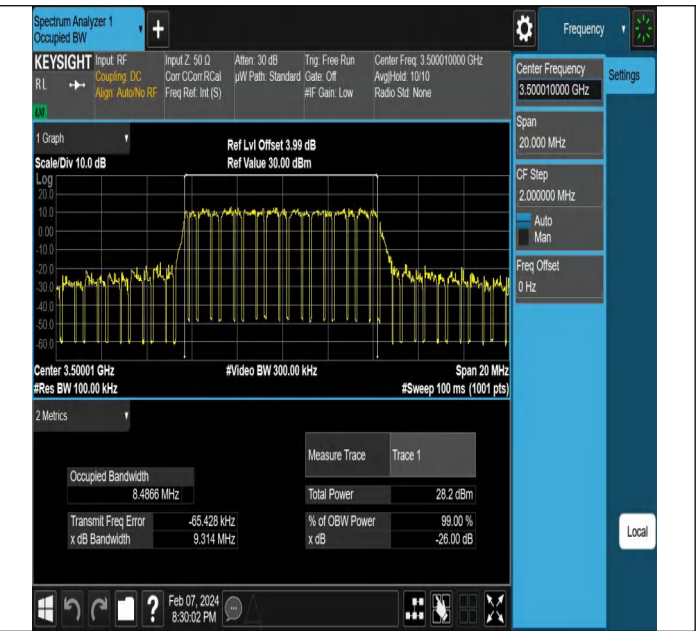 Spectrum Analyzer 1
Occupied BW
Frequency
KEYSIGHT
RL
Input: RF
Coupling: DC
Align: Auto/No RF
Input Z: 50 Ω
Corr CCorr RCal
Freq Ref: Int (S)
Atten: 30 dB
µW Path: Standard
Trig: Free Run
Gate: Off
#IF Gain: Low
Center Freq: 3.500010000 GHz
Avg|Hold: 10/10
Radio Std: None
1 Graph
Scale/Div 10.0 dB
Ref Lvl Offset 3.99 dB
Ref Value 30.00 dBm
Log
20.0
10.0
0.00
-10.0
-20.0
-30.0
-40.0
-50.0
-60.0
Center 3.50001 GHz
#Res BW 100.00 kHz
#Video BW 300.00 kHz
Span 20 MHz
#Sweep 100 ms (1001 pts)
2 Metrics
Measure Trace Trace 1
Occupied Bandwidth
8.4866 MHz
Total Power 28.2 dBm
Transmit Freq Error -65.428 kHz
% of OBW Power 99.00 %
x dB Bandwidth 9.314 MHz
x dB -26.00 dB
Feb 07, 2024
8:30:02 PM
Center Frequency
3.500010000 GHz
Settings
Span
20.000 MHz
CF Step
2.000000 MHz
Auto
Man
Freq Offset
0 Hz
Local